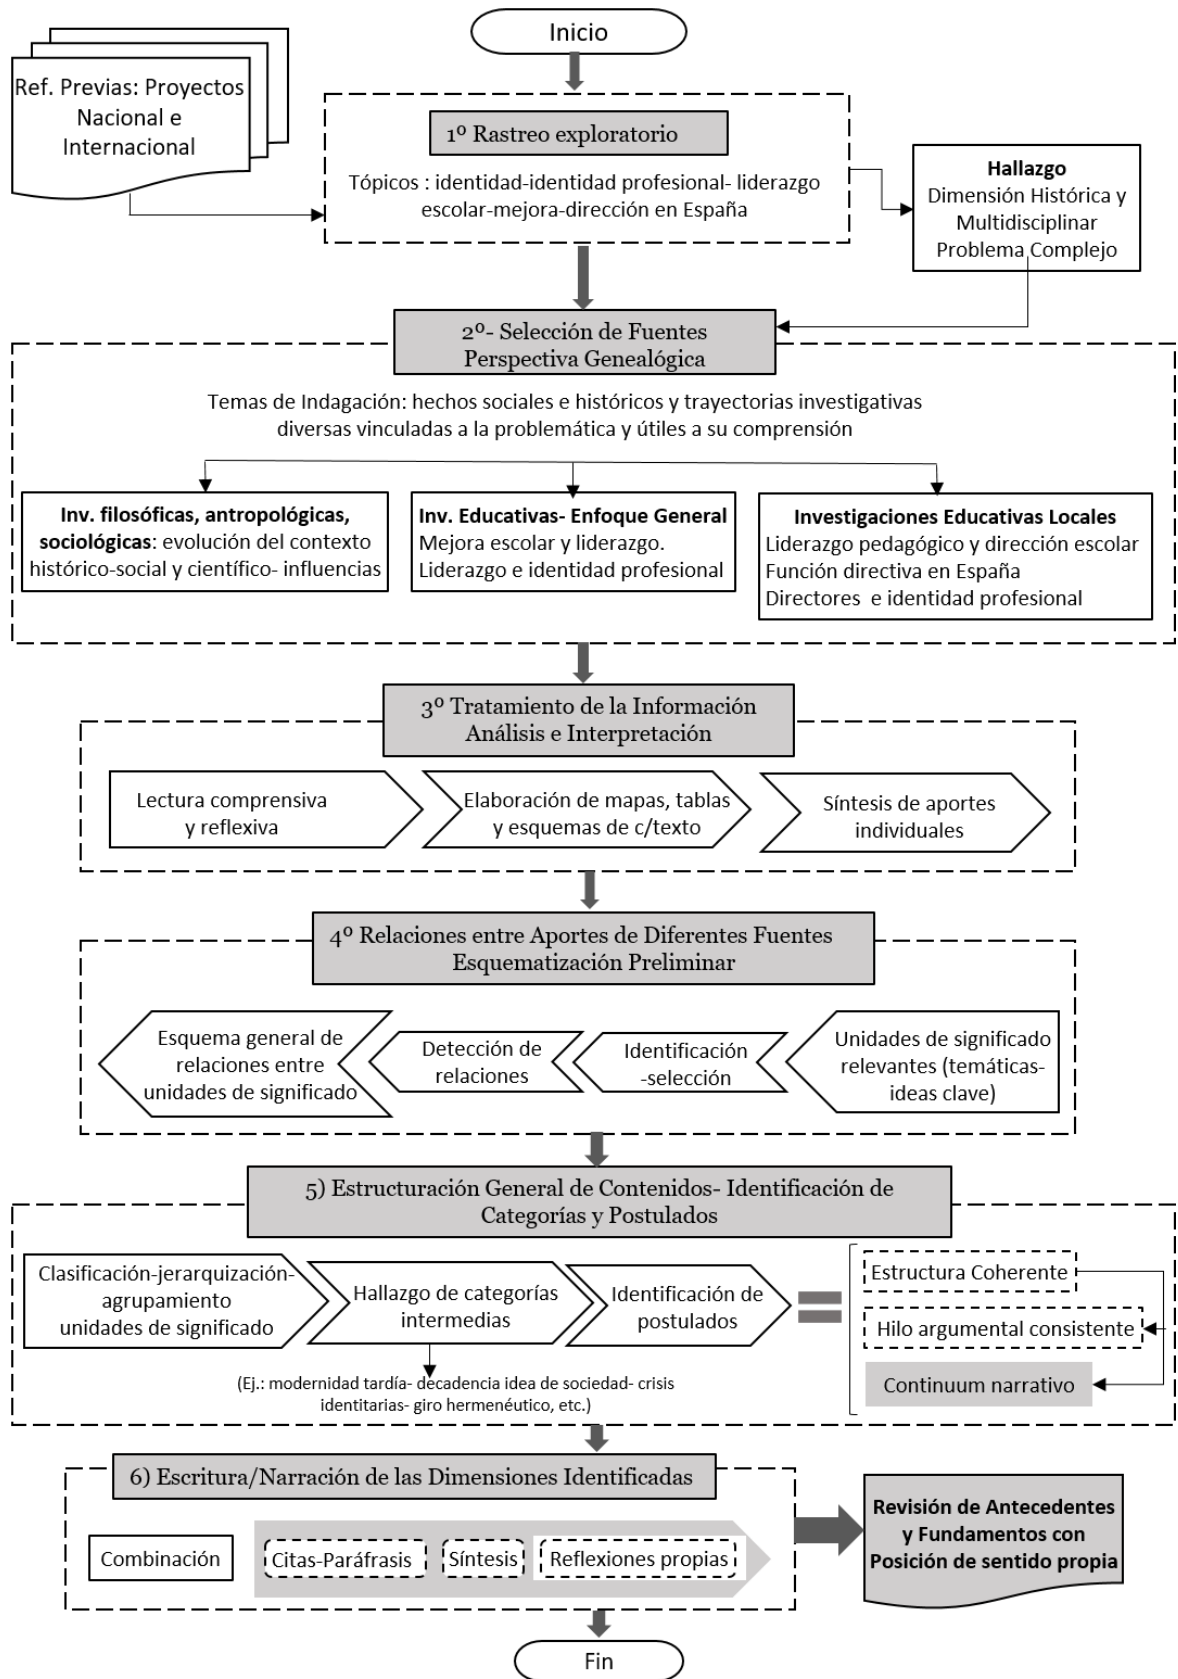 Inicio
Ref. Previas: Proyectos
Nacional e
Internacional
1º Rastreo exploratorio
Tópicos : identidad-identidad profesional- liderazgo
escolar-mejora-dirección en España
Hallazgo
Dimensión Histórica y
Multidisciplinar
Problema Complejo
2º- Selección de Fuentes
Perspectiva Genealógica
Temas de Indagación: hechos sociales e históricos y trayectorias investigativas
diversas vinculadas a la problemática y útiles a su comprensión
Inv. filosóficas, antropológicas,
sociológicas: evolución del contexto
histórico-social y científico- influencias
Inv. Educativas- Enfoque General
Mejora escolar y liderazgo.
Liderazgo e identidad profesional
Investigaciones Educativas Locales
Liderazgo pedagógico y dirección escolar
Función directiva en España
Directores e identidad profesional
3º Tratamiento de la Información
Análisis e Interpretación
Lectura comprensiva
y reflexiva
Elaboración de mapas, tablas
y esquemas de c/texto
Síntesis de aportes
individuales
4º Relaciones entre Aportes de Diferentes Fuentes
Esquematización Preliminar
Esquema general de
relaciones entre
unidades de significado
Detección de
relaciones
Identificación
-selección
Unidades de significado
relevantes (temáticas-
ideas clave)
5) Estructuración General de Contenidos- Identificación de
Categorías y Postulados
Clasificación-jerarquización-
agrupamiento
unidades de significado
Hallazgo de categorías
intermedias
Identificación de
postulados
Estructura Coherente
Hilo argumental consistente
Continuum narrativo
(Ej.: modernidad tardía- decadencia idea de sociedad- crisis
identitarias- giro hermenéutico, etc.)
6) Escritura/Narración de las Dimensiones Identificadas
Combinación
Citas-Paráfrasis
Síntesis
Reflexiones propias
Revisión de Antecedentes
y Fundamentos con
Posición de sentido propia
Fin